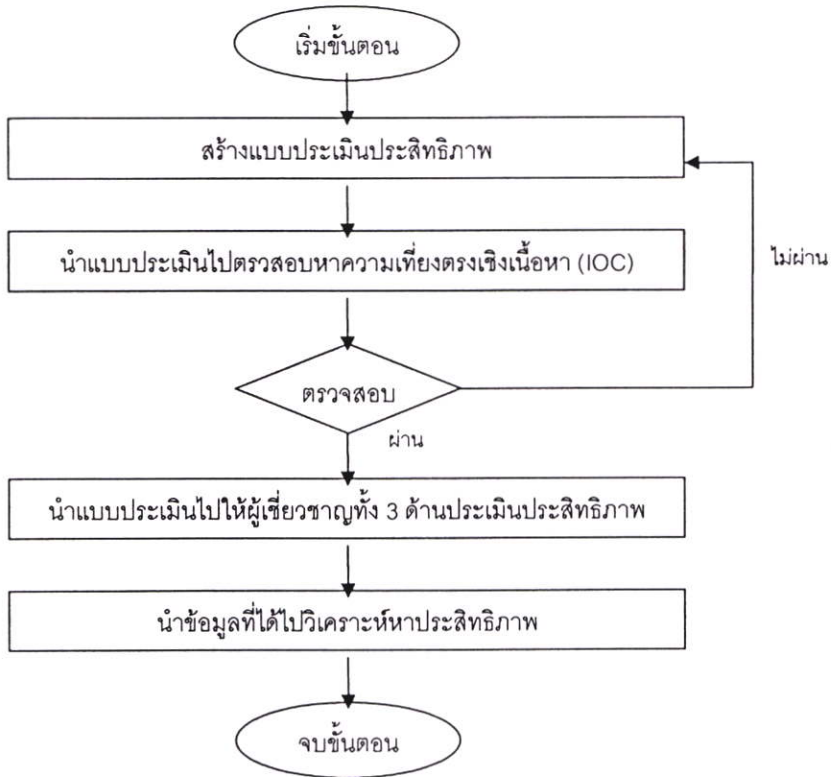 เริ่มขั้นตอน
สร้างแบบประเมินประสิทธิภาพ
นำแบบประเมินไปตรวสอบหาความเที่ยงตรงเชิงเนื้อหา (IOC)
ไม่ผ่าน
ตรวจสอบ
ผ่าน
นำแบบประเมินไปให้ผู้เชี่ยวชาญทั้ง 3 ด้านประเมินประสิทธิภาพ
นำข้อมูลที่ได้ไปวิเคราะห์หาประสิทธิภาพ
จบขั้นตอน